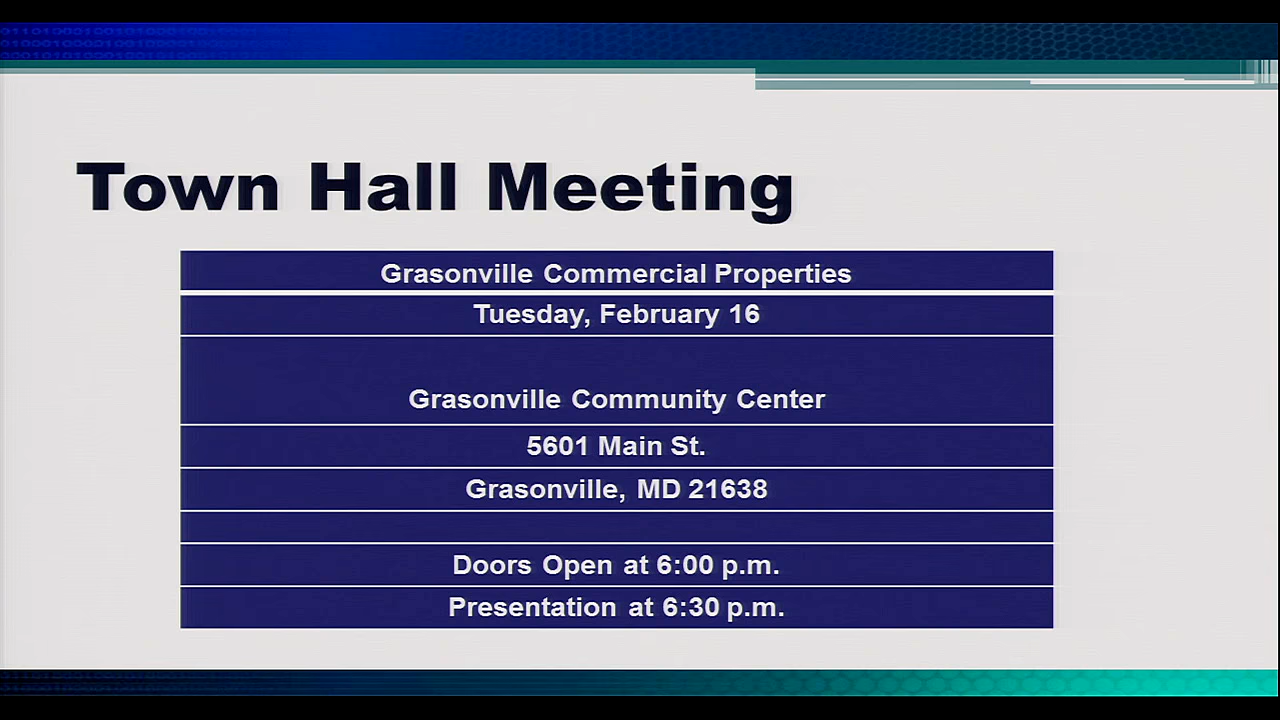 Town Hall Meeting
Grasonville Commercial Properties
Tuesday, February 16
Grasonville Community Center
5601 Main St.
Grasonville, MD 21638
Doors Open at 6:00 p.m.
Presentation at 6:30 p.m.